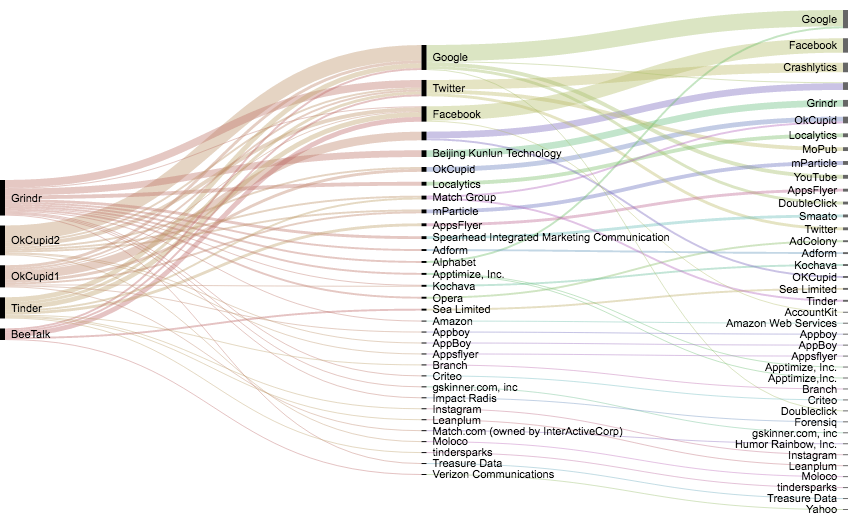 Grindr
OkCupid2
OkCupid1
Tinder
BeeTalk
Google
Twitter
Facebook
Beijing Kunlun Technology
OkCupid
Localytics
Match Group
mParticle
AppsFlyer
Spearhead Integrated Marketing Communication
Adform
Alphabet
Apptimize, Inc.
Kochava
Opera
Sea Limited
Amazon
Appboy
AppBoy
Appsflyer
Branch
Criteo
gskinner.com, inc
Impact Radis
Instagram
Leanplum
Match.com (owned by InterActiveCorp)
Moloco
tindersparks
Treasure Data
Verizon Communications
Google
Facebook
Crashlytics
Grindr
OkCupid
Localytics
MoPub
mParticle
YouTube
AppsFlyer
DoubleClick
Smaato
Twitter
AdColony
Adform
Kochava
OKCupid
Sea Limited
Tinder
AccountKit
Amazon Web Services
Appboy
AppBoy
Appsflyer
Apptimize, Inc.
Apptimize,Inc.
Branch
Criteo
Doubleclick
Forensiq
gskinner.com, inc
Humor Rainbow, Inc.
Instagram
Leanplum
Moloco
tindersparks
Treasure Data
Yahoo